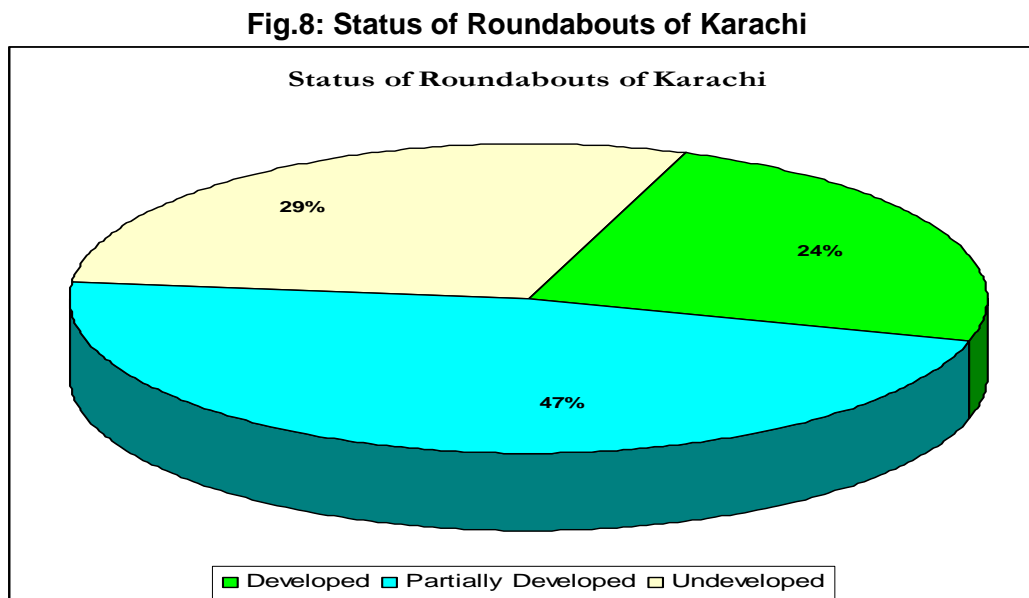 Fig.8: Status of Roundabouts of Karachi
Status of Roundabouts of Karachi
29%
24%
47%
Developed Partially Developed Undeveloped